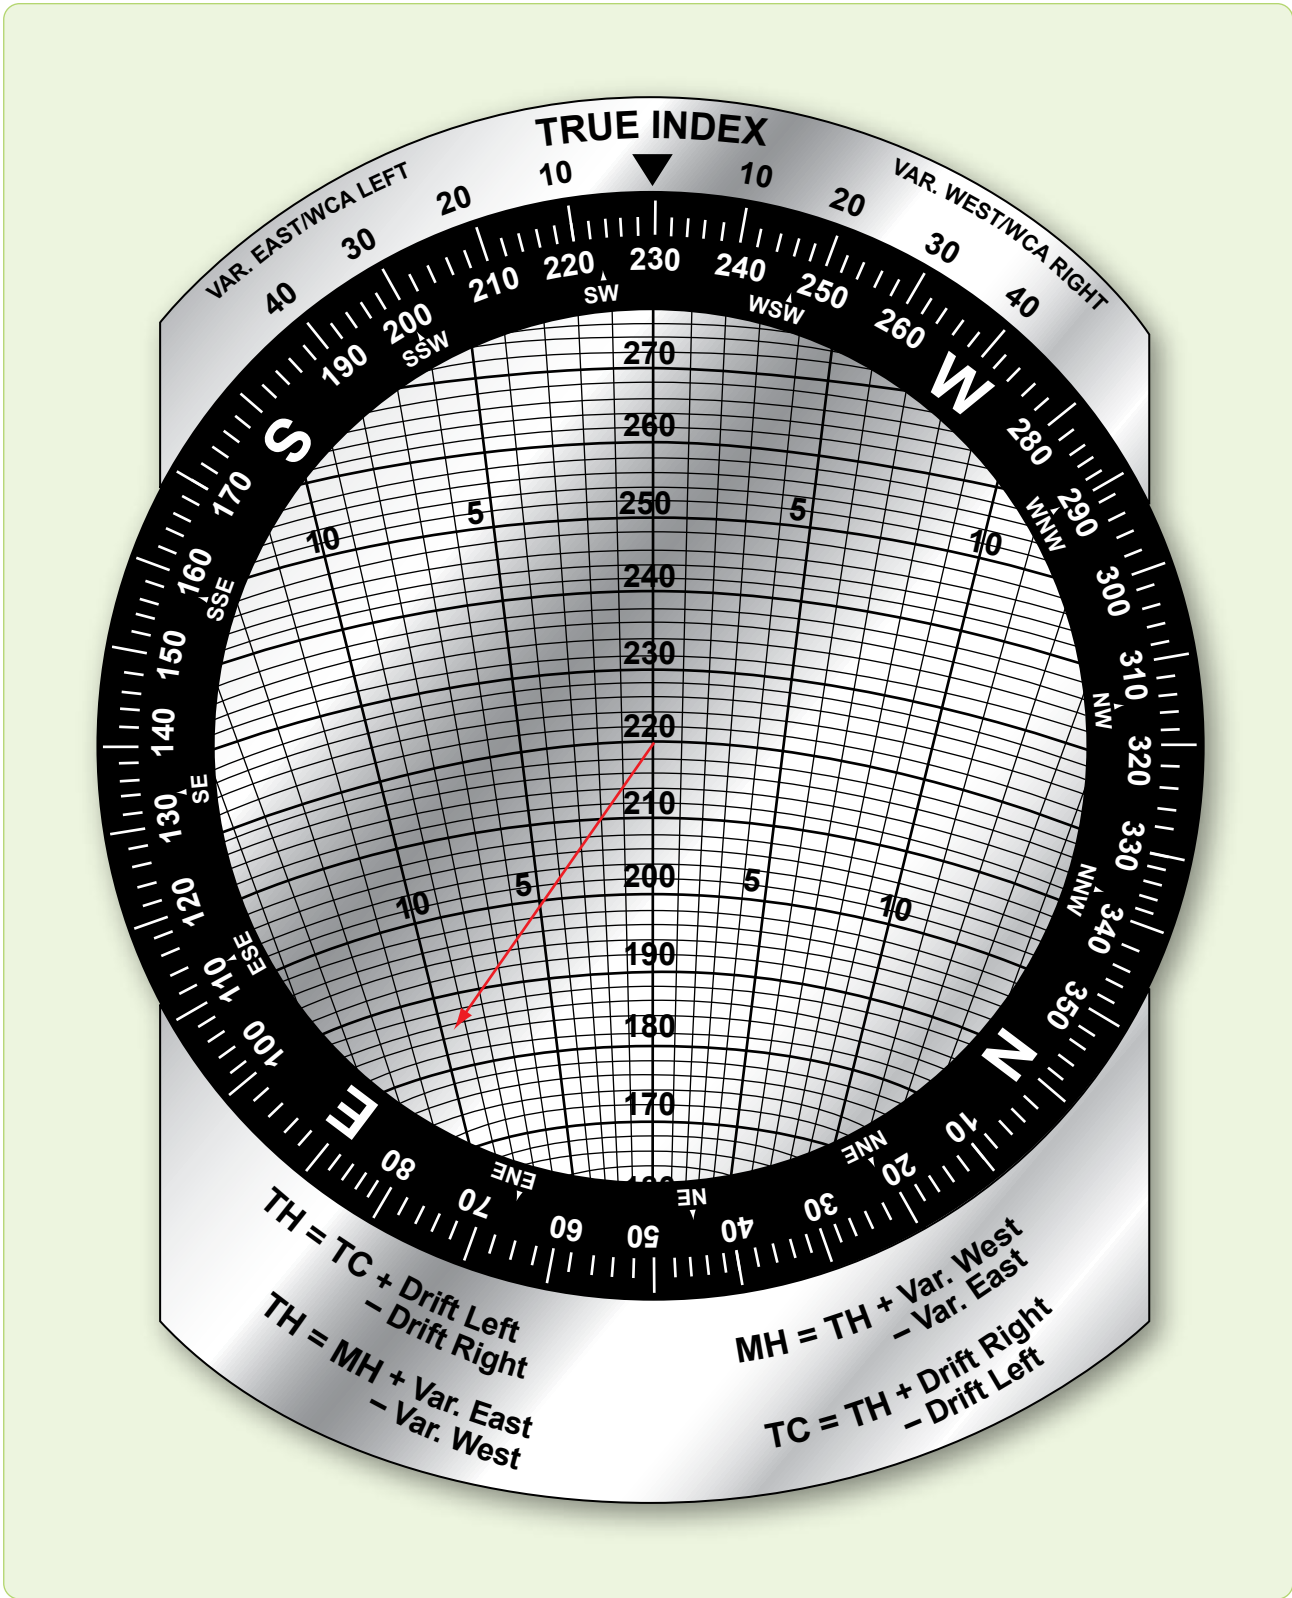 TRUE INDEX
VAR. EAST/WCA LEFT
40 30 20 10
10 20 30 40
VAR. WEST/WCA RIGHT
230 240 250 260 W 280 290 300 310 320 330 340 350 N 10 20 30 40 50 60 70 80 E 100 110 120 130 140 150 160 170 S 190 200 210 220
SW WSW WNW NW NNW NNE NE ENE ESE SE SSE SSW
270
260
250
5 5
10 10
240
230
220
210
200
5 5
10 10
190
180
170
TH = TC + Drift Left
– Drift Right
TH = MH + Var. East
– Var. West
MH = TH + Var. West
– Var. East
TC = TH + Drift Right
– Drift Left